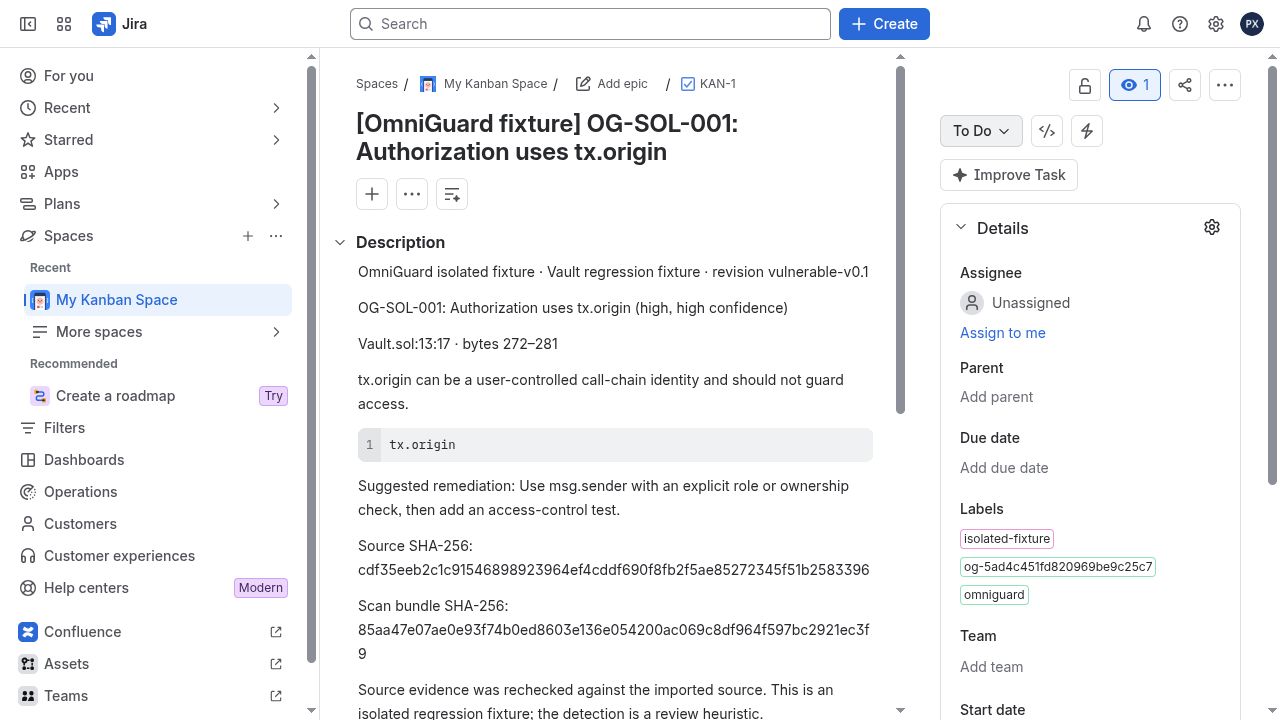 Jira
Search
Create
PX
For you
Recent
Starred
Apps
Plans
Spaces
Recent
My Kanban Space
More spaces
Recommended
Create a roadmap
Try
Filters
Dashboards
Operations
Customers
Customer experiences
Help centers
Modern
Confluence
Assets
Teams
Spaces / My Kanban Space / Add epic / KAN-1
[OmniGuard fixture] OG-SOL-001:
Authorization uses tx.origin
Description
OmniGuard isolated fixture · Vault regression fixture · revision vulnerable-v0.1
OG-SOL-001: Authorization uses tx.origin (high, high confidence)
Vault.sol:13:17 · bytes 272–281
tx.origin can be a user-controlled call-chain identity and should not guard
access.
1 tx.origin
Suggested remediation: Use msg.sender with an explicit role or ownership
check, then add an access-control test.
Source SHA-256:
cdf35eeb2c1c91546898923964ef4cddf690f8fb2f5ae85272345f51b2583396
Scan bundle SHA-256:
85aa47e07ae0e93f74b0ed8603e136e054200ac069c8df964f597bc2921ec3f
9
Source evidence was rechecked against the imported source. This is an
isolated regression fixture; the detection is a review heuristic.
1
To Do
Improve Task
Details
Assignee
Unassigned
Assign to me
Parent
Add parent
Due date
Add due date
Labels
isolated-fixture
og-5ad4c451fd820969be9c25c7
omniguard
Team
Add team
Start date